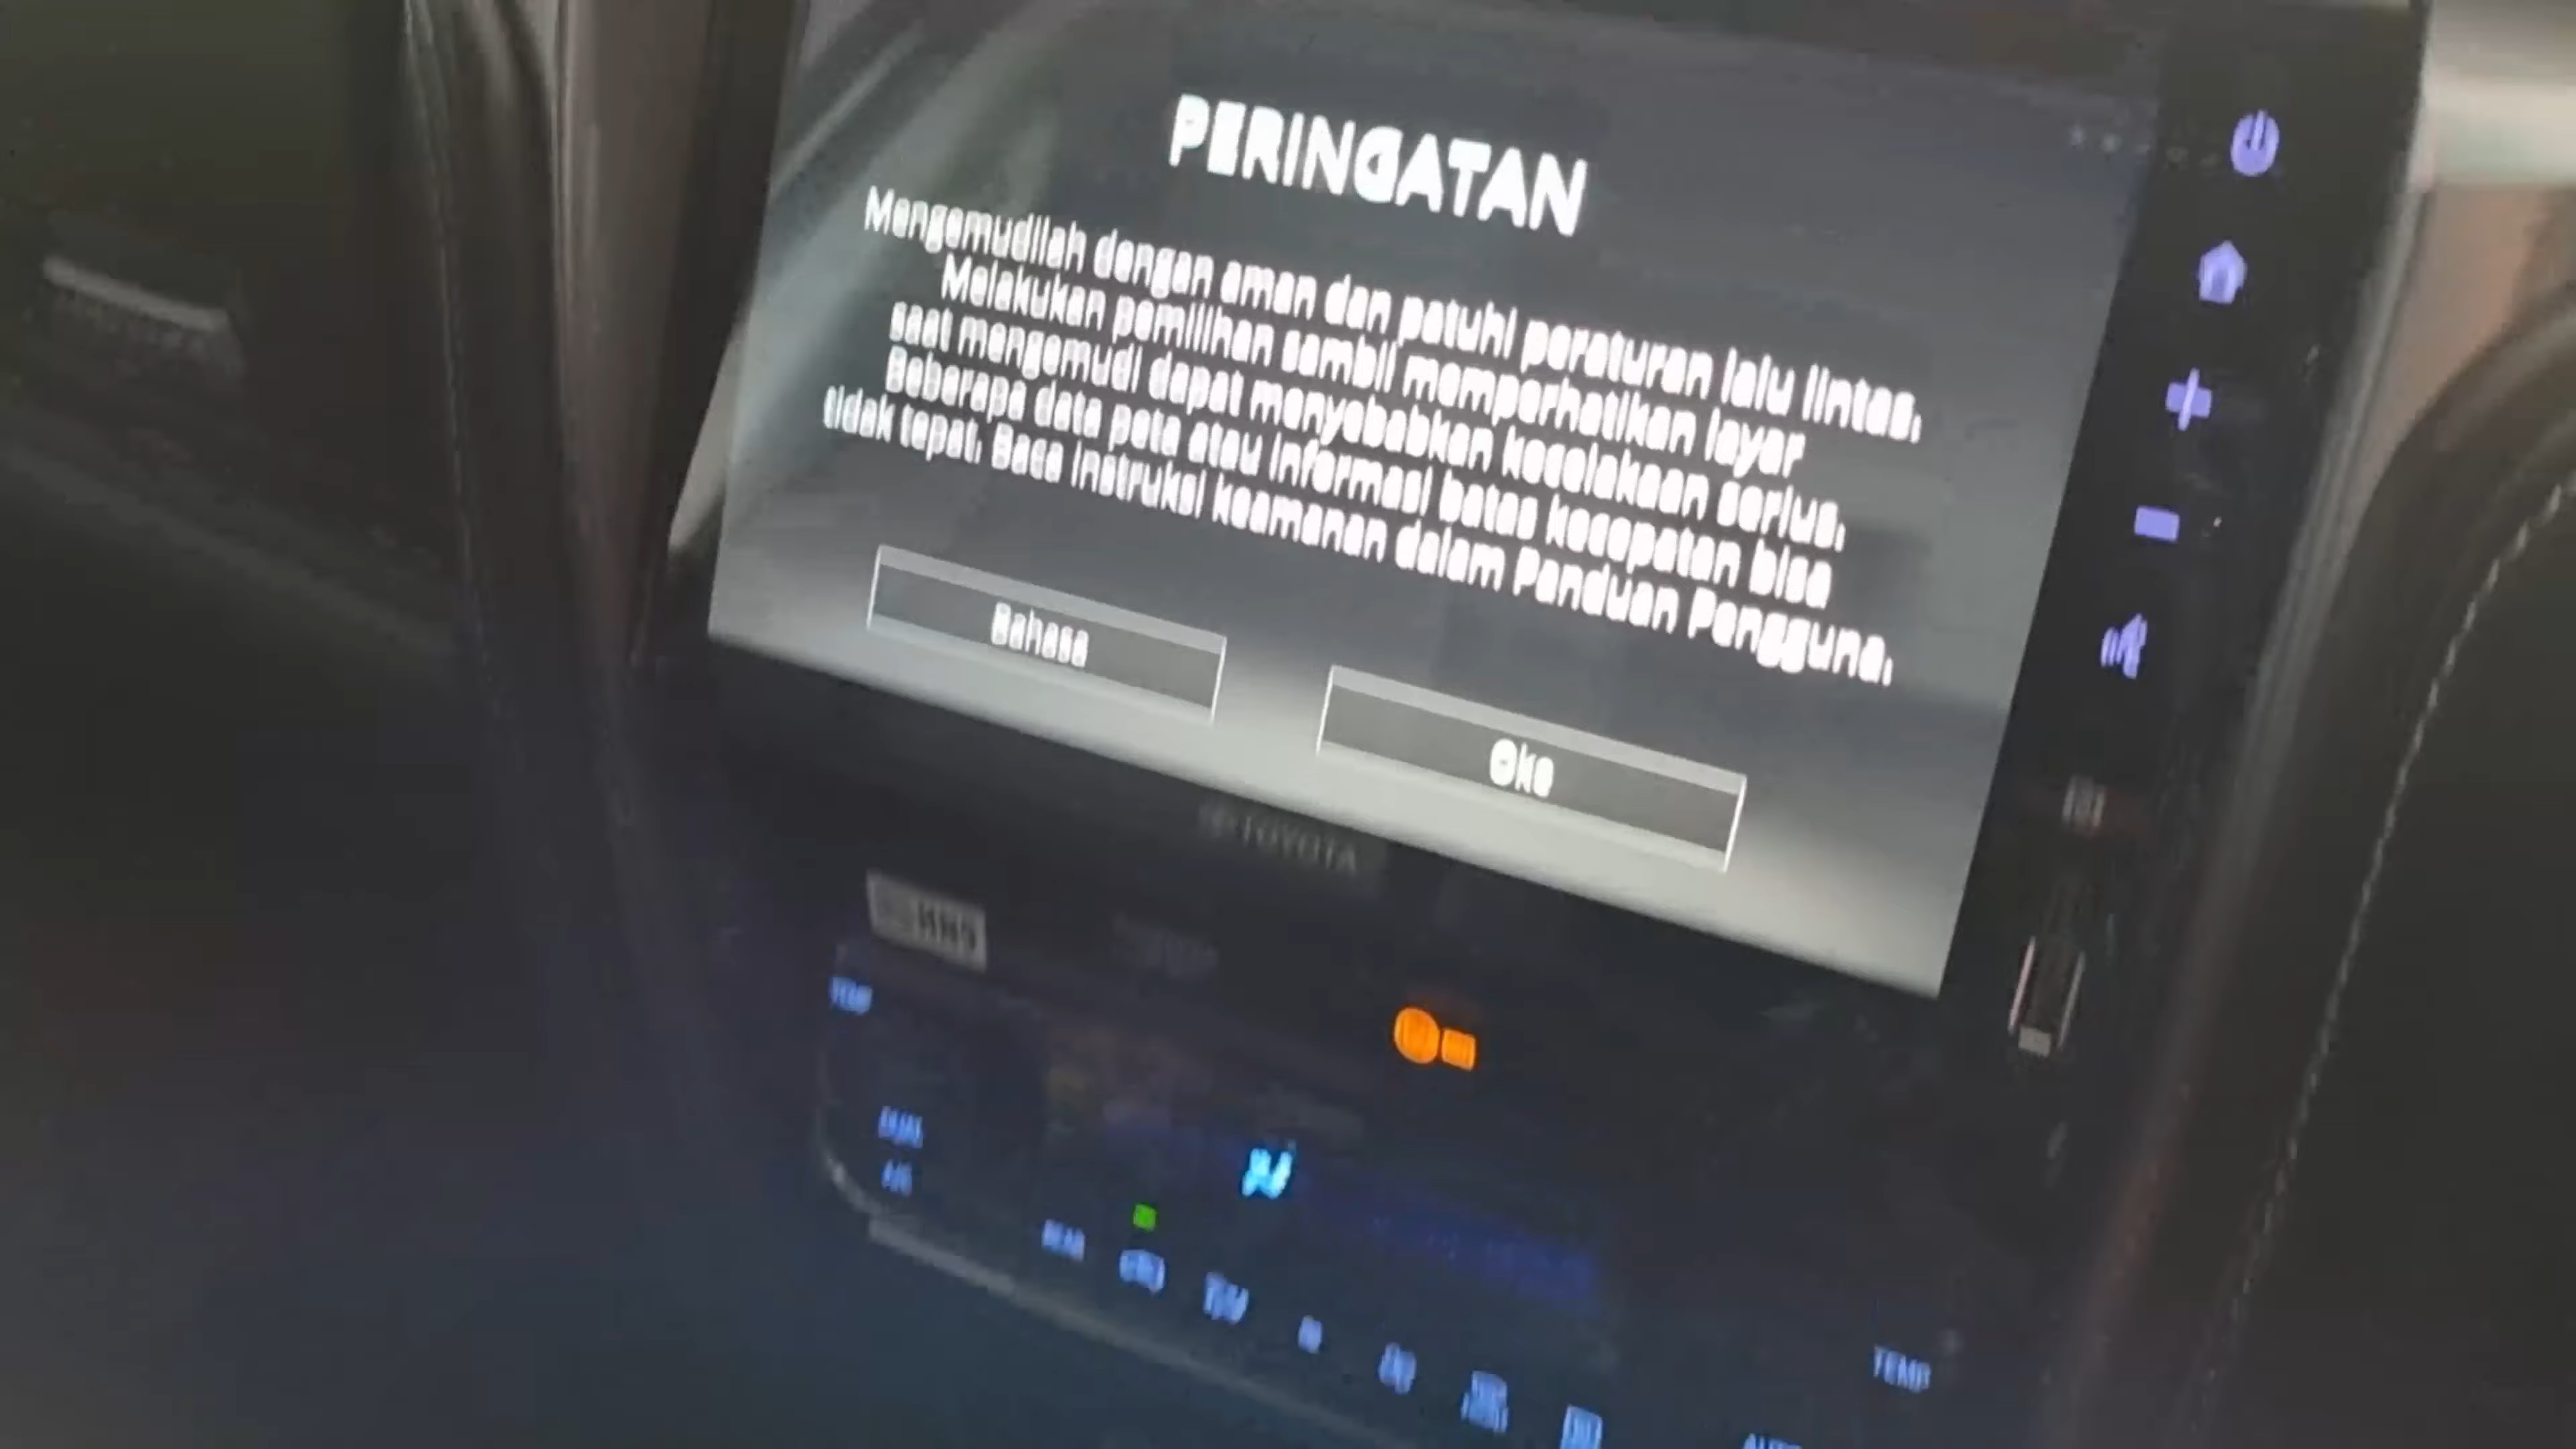 PERINGATAN
Mengemudilah dengan aman dan patuhi peraturan lalu lintas.
Melakukan pemilihan sambil memperhatikan layar
saat mengemudi dapat menyebabkan kecelakaan serius.
Beberapa data peta atau informasi batas kecepatan bisa
tidak tepat. Baca instruksi keamanan dalam Panduan Pengguna.
Bahasa
Oke
TOYOTA
TEMP
DUAL
A/C
REAR
TEMP
AUTO